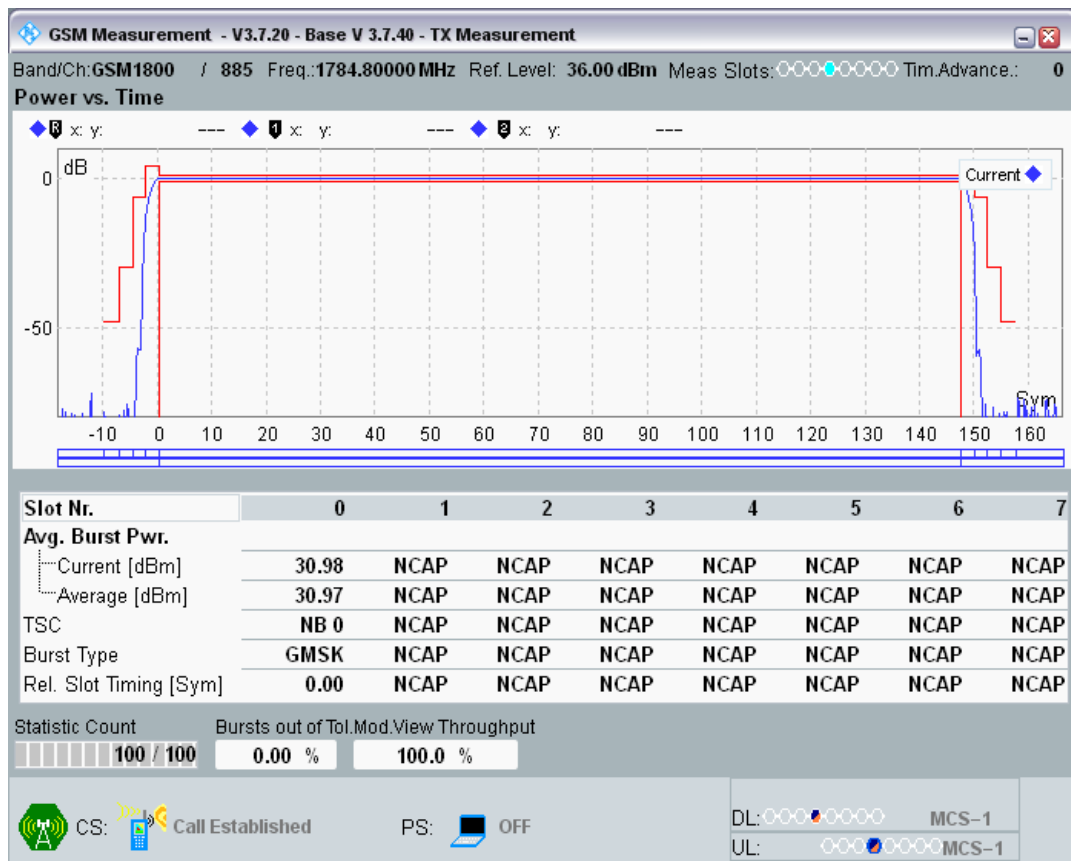 GSM Measurement - V3.7.20 - Base V 3.7.40 - TX Measurement
Band/Ch:GSM1800 / 885 Freq.:1784.80000 MHz Ref. Level: 36.00 dBm Meas Slots: Tim.Advance.: 0
Power vs. Time
R x: y: --- 1 x: y: --- 2 x: y: ---
dB
Current
0
-50
Sym
-10 0 10 20 30 40 50 60 70 80 90 100 110 120 130 140 150 160
Slot Nr. 0 1 2 3 4 5 6 7
Avg. Burst Pwr.
Current [dBm] 30.98 NCAP NCAP NCAP NCAP NCAP NCAP NCAP
Average [dBm] 30.97 NCAP NCAP NCAP NCAP NCAP NCAP NCAP
TSC NB 0 NCAP NCAP NCAP NCAP NCAP NCAP NCAP
Burst Type GMSK NCAP NCAP NCAP NCAP NCAP NCAP NCAP
Rel. Slot Timing [Sym] 0.00 NCAP NCAP NCAP NCAP NCAP NCAP NCAP
Statistic Count Bursts out of Tol.Mod.View Throughput
100 / 100 0.00 % 100.0 %
CS: Call Established PS: OFF DL: MCS-1
UL: MCS-1